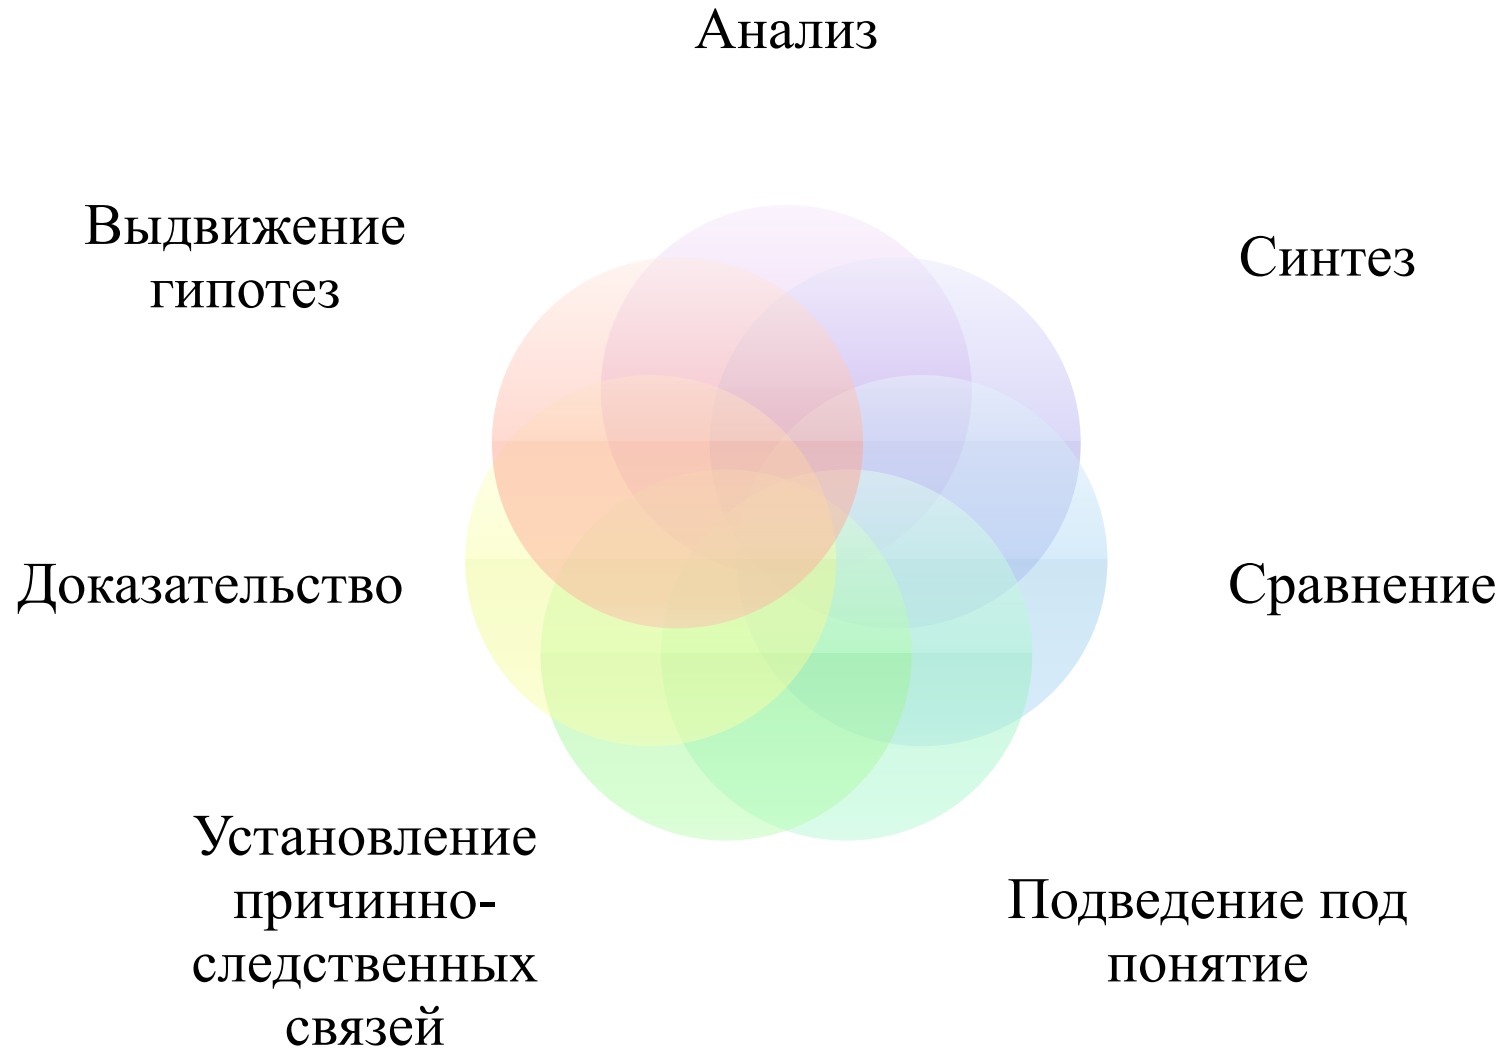 Анализ
Выдвижение
гипотез
Синтез
Доказательство
Сравнение
Установление
причинно-
следственных
связей
Подведение под
понятие